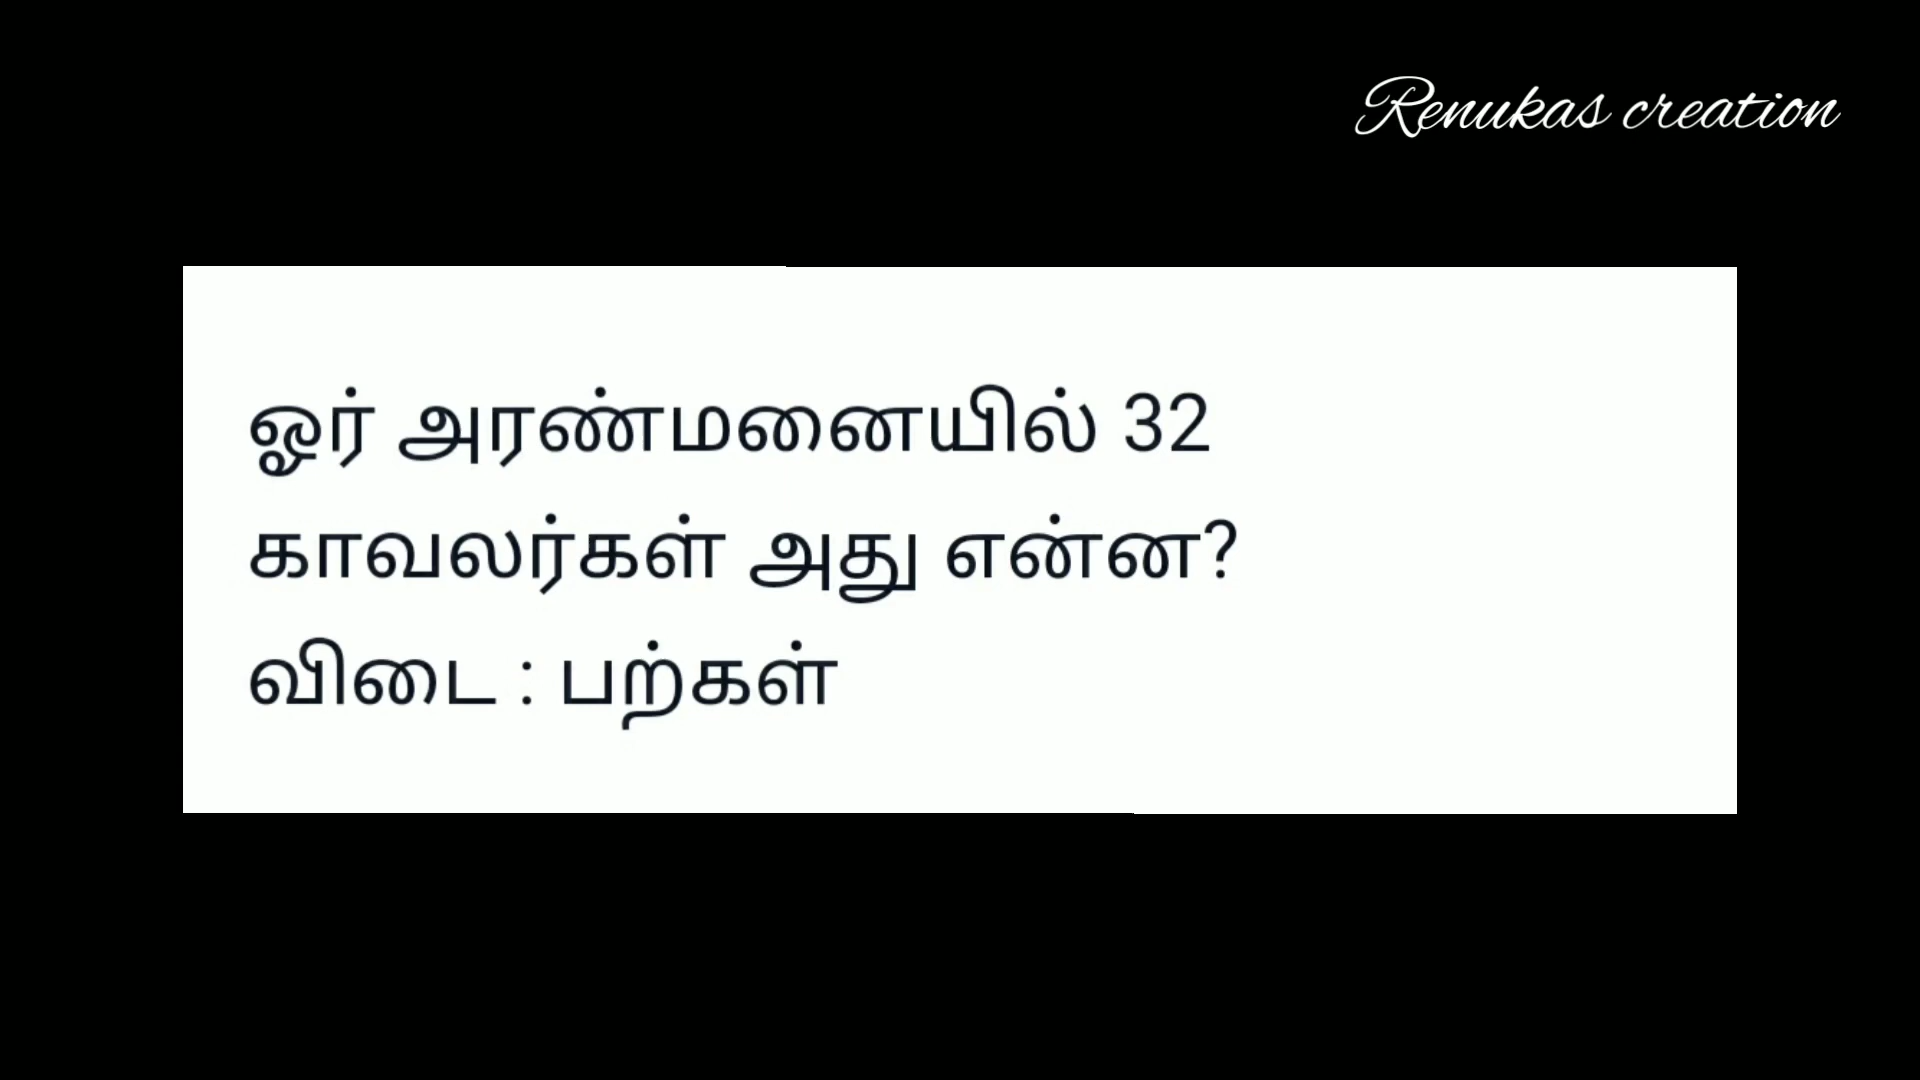 Renukas creation
ஓர் அரண்மனையில் 32
காவலர்கள் அது என்ன?
விடை : பற்கள்